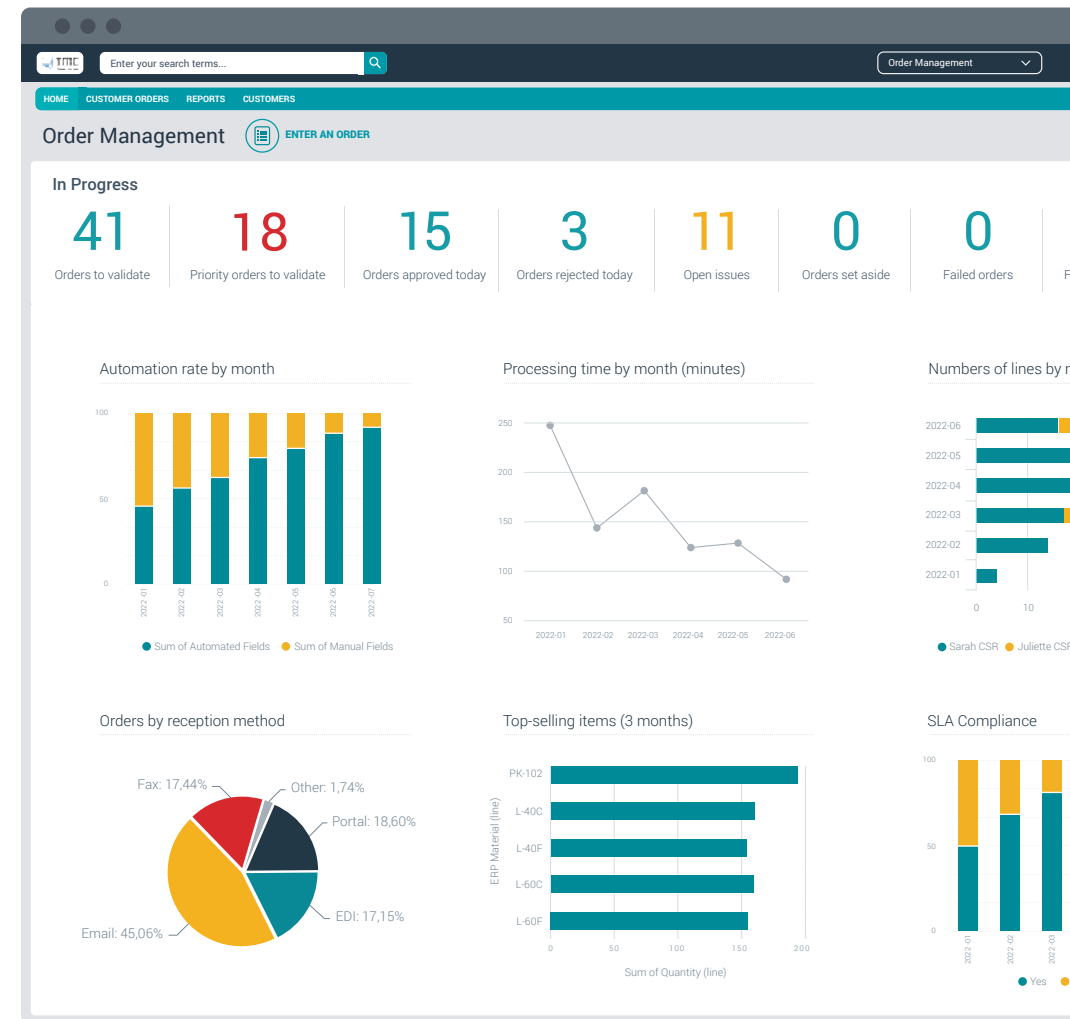 Enter your search terms...
Order Management
HOME CUSTOMER ORDERS REPORTS CUSTOMERS
Order Management
ENTER AN ORDER
In Progress
41 18 15 3 11 0 0
Orders to validate Priority orders to validate Orders approved today Orders rejected today Open issues Orders set aside Failed orders
Automation rate by month
100
50
0
2022-01 2022-02 2022-03 2022-04 2022-05 2022-06 2022-07
Sum of Automated Fields Sum of Manual Fields
Processing time by month (minutes)
250
200
150
100
50
2022-01 2022-02 2022-03 2022-04 2022-05 2022-06
Numbers of lines by
2022-06
2022-05
2022-04
2022-03
2022-02
2022-01
0 10
Sarah CSR Juliette CSR
Orders by reception method
Fax: 17,44%
Other: 1,74%
Portal: 18,60%
EDI: 17,15%
Email: 45,06%
Top-selling items (3 months)
ERP Material (line)
PK-102
L-40C
L-40F
L-60C
L-60F
0 50 100 150 200
Sum of Quantity (line)
SLA Compliance
100
50
0
2022-01 2022-02 2022-03
Yes